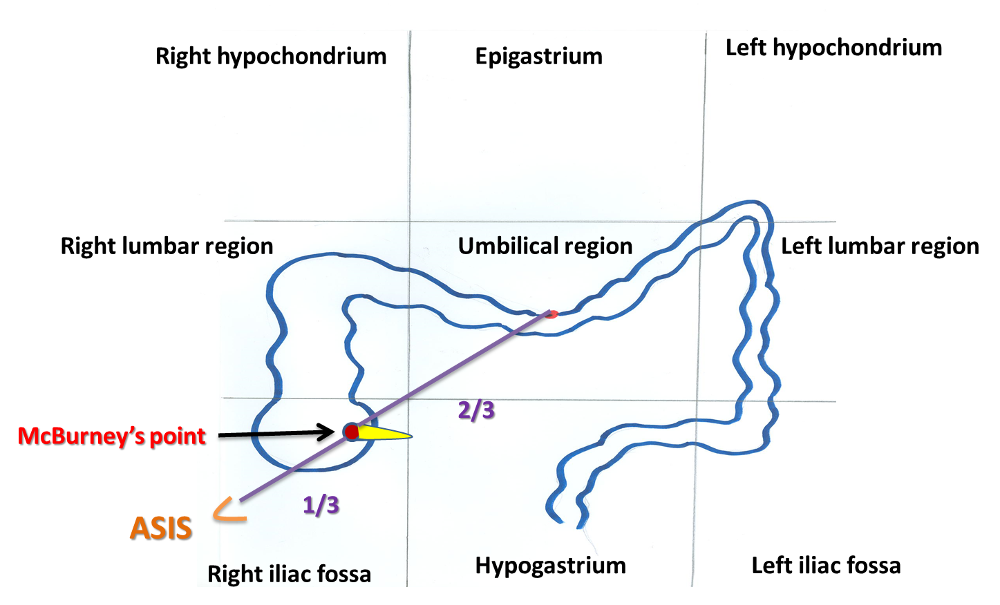 Right hypochondrium
Epigastrium
Left hypochondrium
Right lumbar region
Umbilical region
Left lumbar region
2/3
McBurney’s point
1/3
ASIS
Right iliac fossa
Hypogastrium
Left iliac fossa